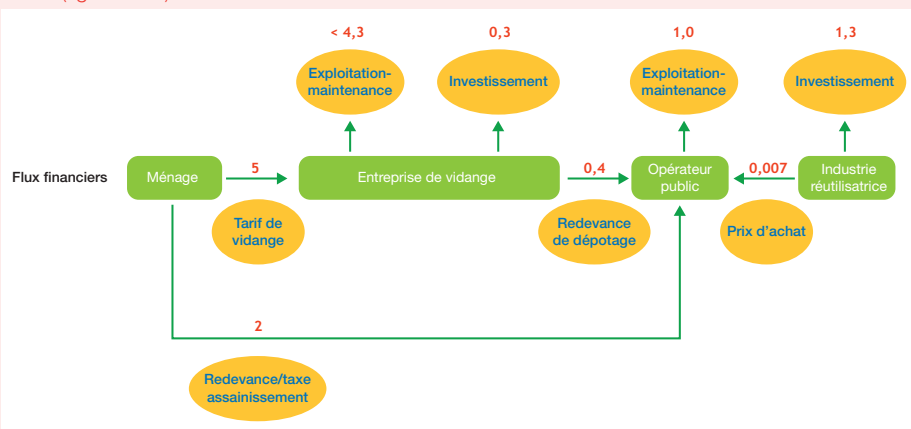 < 4,3
0,3
1,0
1,3
Exploitation-
maintenance
Investissement
Exploitation-
maintenance
Investissement
Flux financiers
Ménage
5
Entreprise de vidange
0,4
Opérateur
public
0,007
Industrie
réutilisatrice
Tarif de
vidange
Redevance
de dépotage
Prix d'achat
2
Redevance/taxe
assainissement